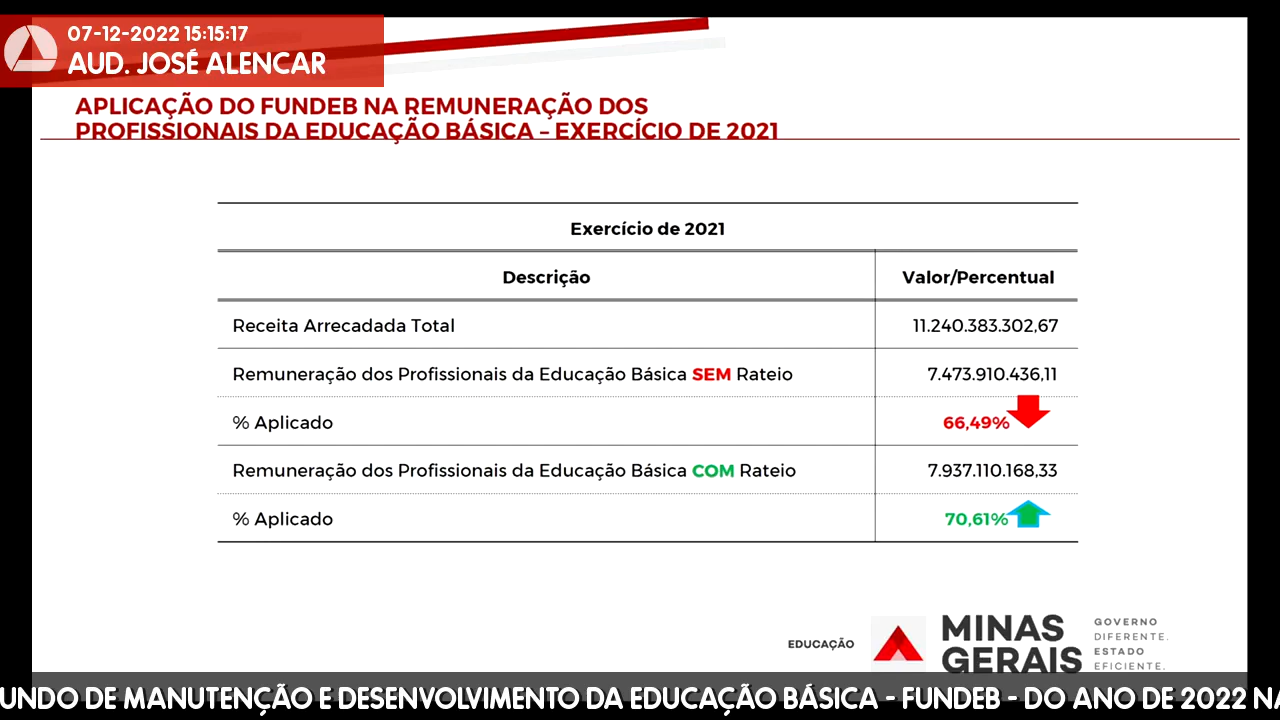 07-12-2022 15:15:17
AUD. JOSÉ ALENCAR
APLICAÇÃO DO FUNDEB NA REMUNERAÇÃO DOS
PROFISSIONAIS DA EDUCAÇÃO BÁSICA – EXERCÍCIO DE 2021
Exercício de 2021
Descrição Valor/Percentual
Receita Arrecadada Total 11.240.383.302,67
Remuneração dos Profissionais da Educação Básica SEM Rateio 7.473.910.436,11
% Aplicado 66,49%
Remuneração dos Profissionais da Educação Básica COM Rateio 7.937.110.168,33
% Aplicado 70,61%
EDUCAÇÃO
MINAS
GERAIS
GOVERNO
DIFERENTE.
ESTADO
EFICIENTE.
UNDO DE MANUTENÇÃO E DESENVOLVIMENTO DA EDUCAÇÃO BÁSICA - FUNDEB - DO ANO DE 2022 NA